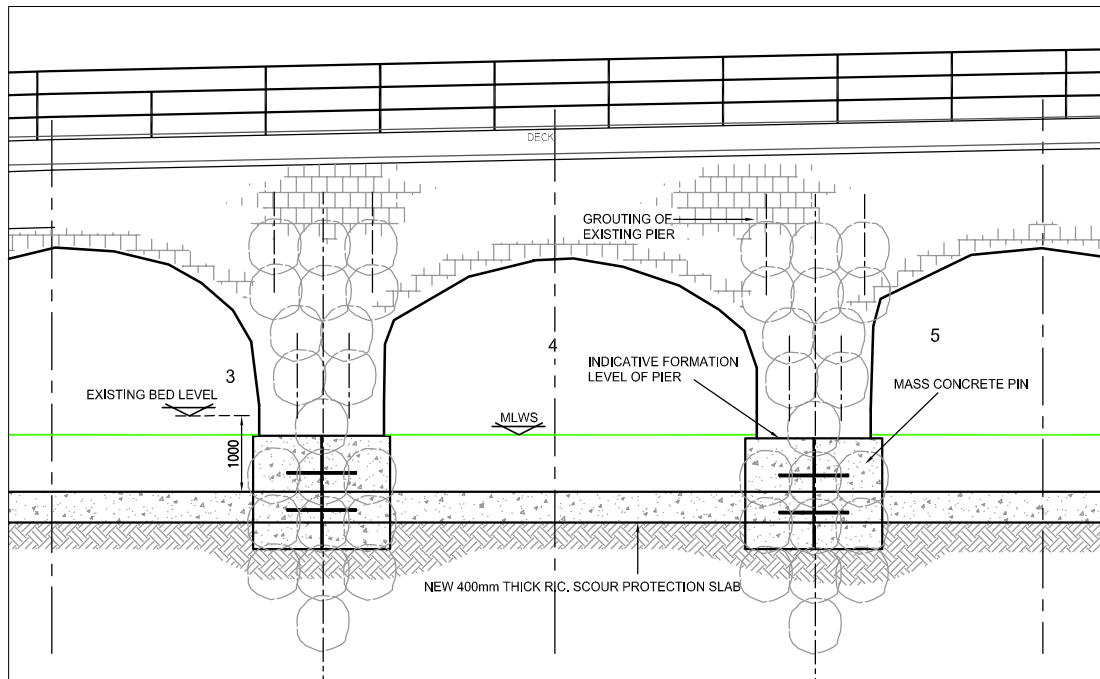 DECK
GROUTING OF
EXISTING PIER
3
4
5
INDICATIVE FORMATION
LEVEL OF PIER
EXISTING BED LEVEL
MASS CONCRETE PIN
MLWS
1000
NEW 400mm THICK R.C. SCOUR PROTECTION SLAB